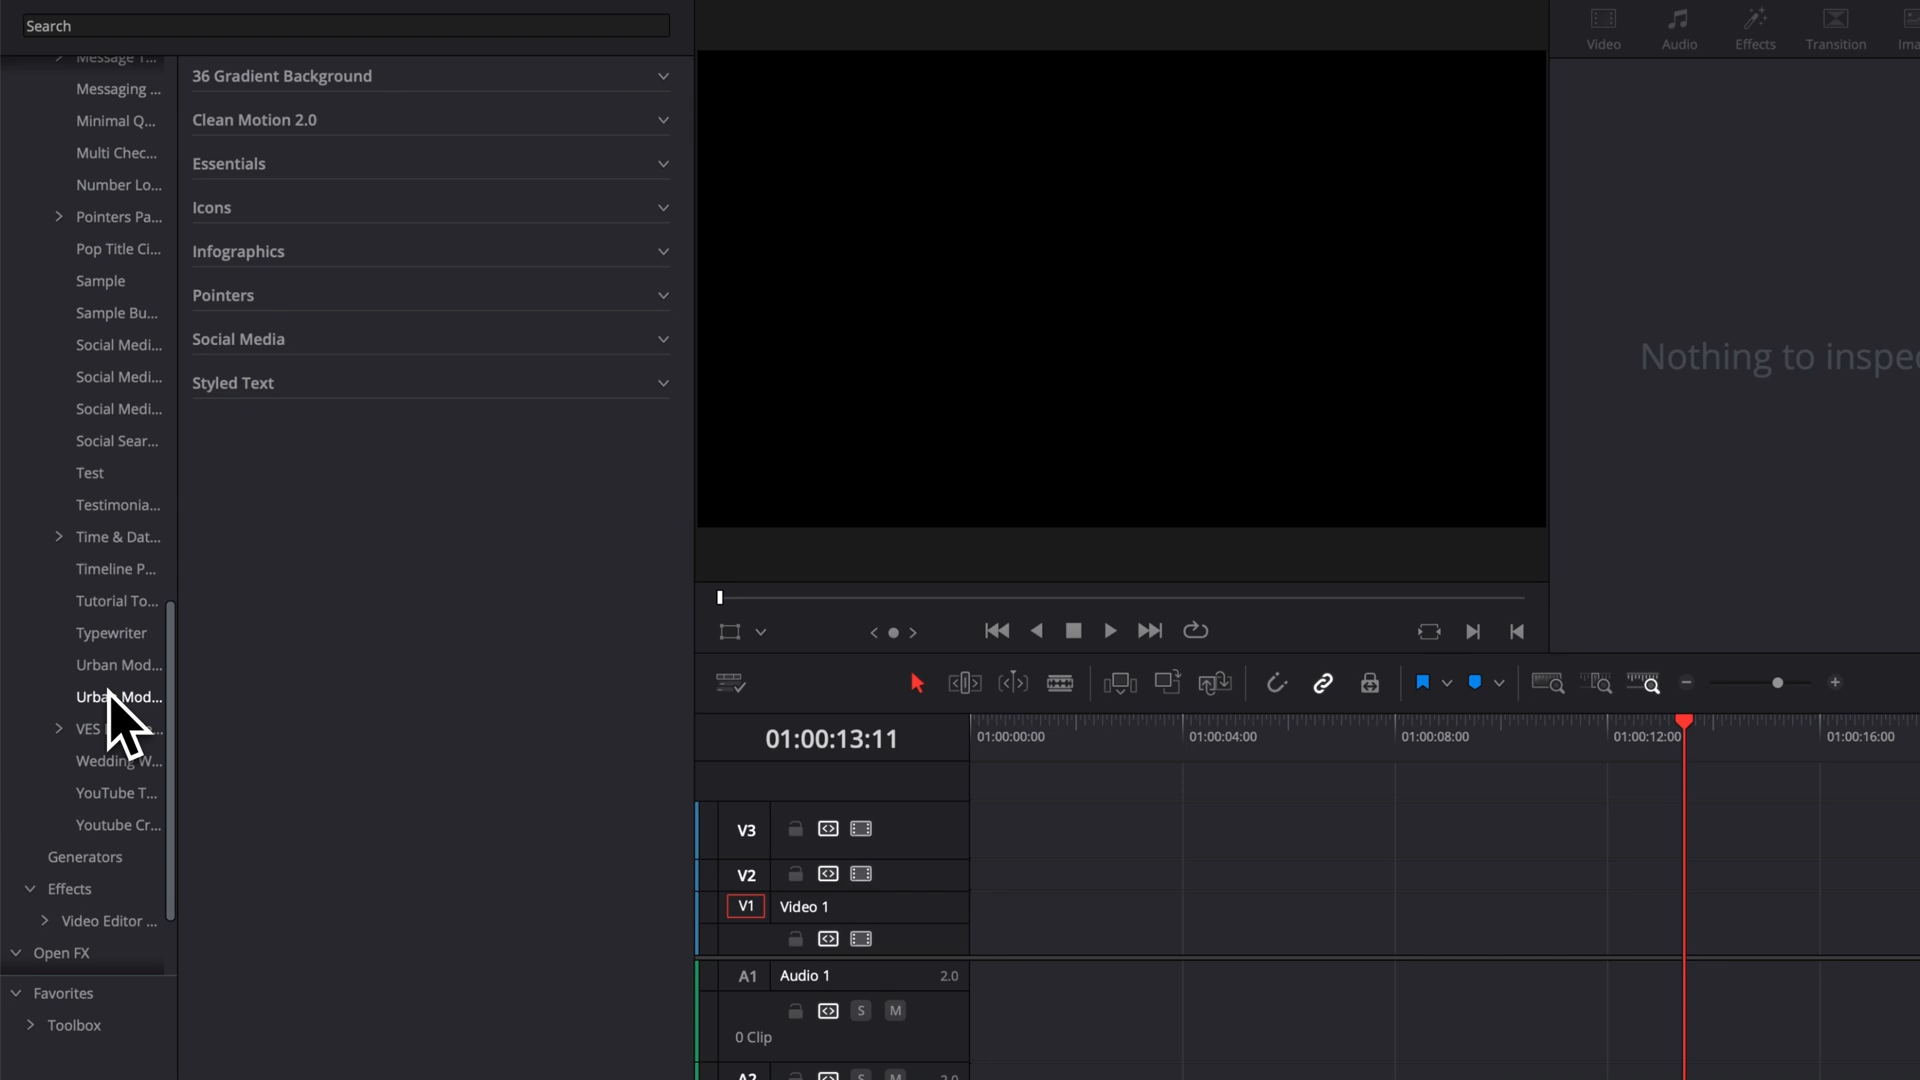 Search
Message T...
Messaging ...
Minimal Q...
Multi Chec...
Number Lo...
Pointers Pa...
Pop Title Ci...
Sample
Sample Bu...
Social Medi...
Social Medi...
Social Medi...
Social Sear...
Test
Testimonia...
Time & Dat...
Timeline P...
Tutorial To...
Typewriter
Urban Mod...
Urban Mod...
VES
Wedding W...
YouTube T...
Youtube Cr...
Generators
Effects
Video Editor ...
Open FX
Favorites
Toolbox
36 Gradient Background
Clean Motion 2.0
Essentials
Icons
Infographics
Pointers
Social Media
Styled Text
Video
Audio
Effects
Transition
Ima
Nothing to inspec
01:00:13:11
01:00:00:00
01:00:04:00
01:00:08:00
01:00:12:00
01:00:16:00
V3
V2
V1 Video 1
A1 Audio 1 2.0
S M
0 Clip
A2 S M 2.0